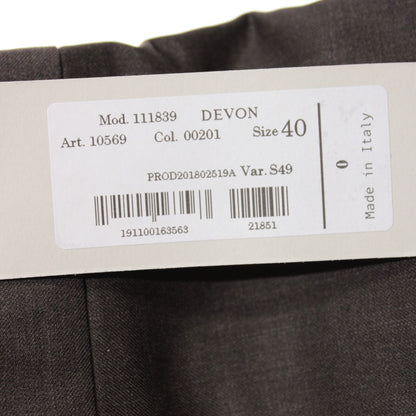 Mod. 111839 DEVON
Art. 10569 Col. 00201 Size 40
PROD201802519A Var. S49
191100163563 21851
0
Made in Italy